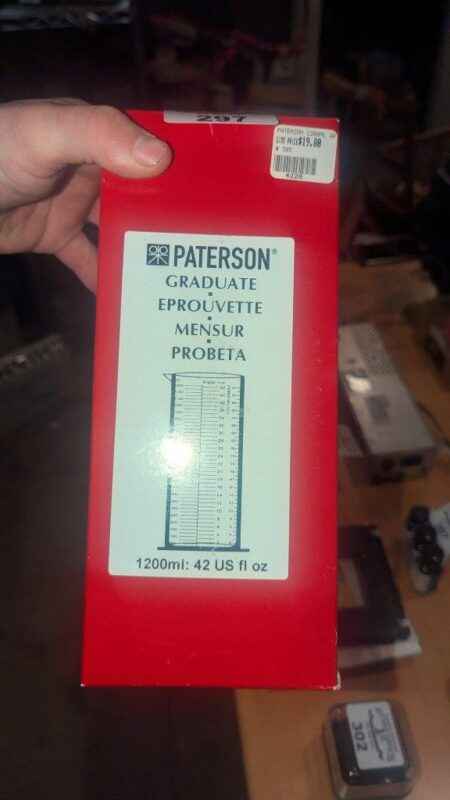 297
$19.00
PATERSON®
GRADUATE
EPROUVETTE
MENSUR
PROBETA
1200ml: 42 US fl oz
302